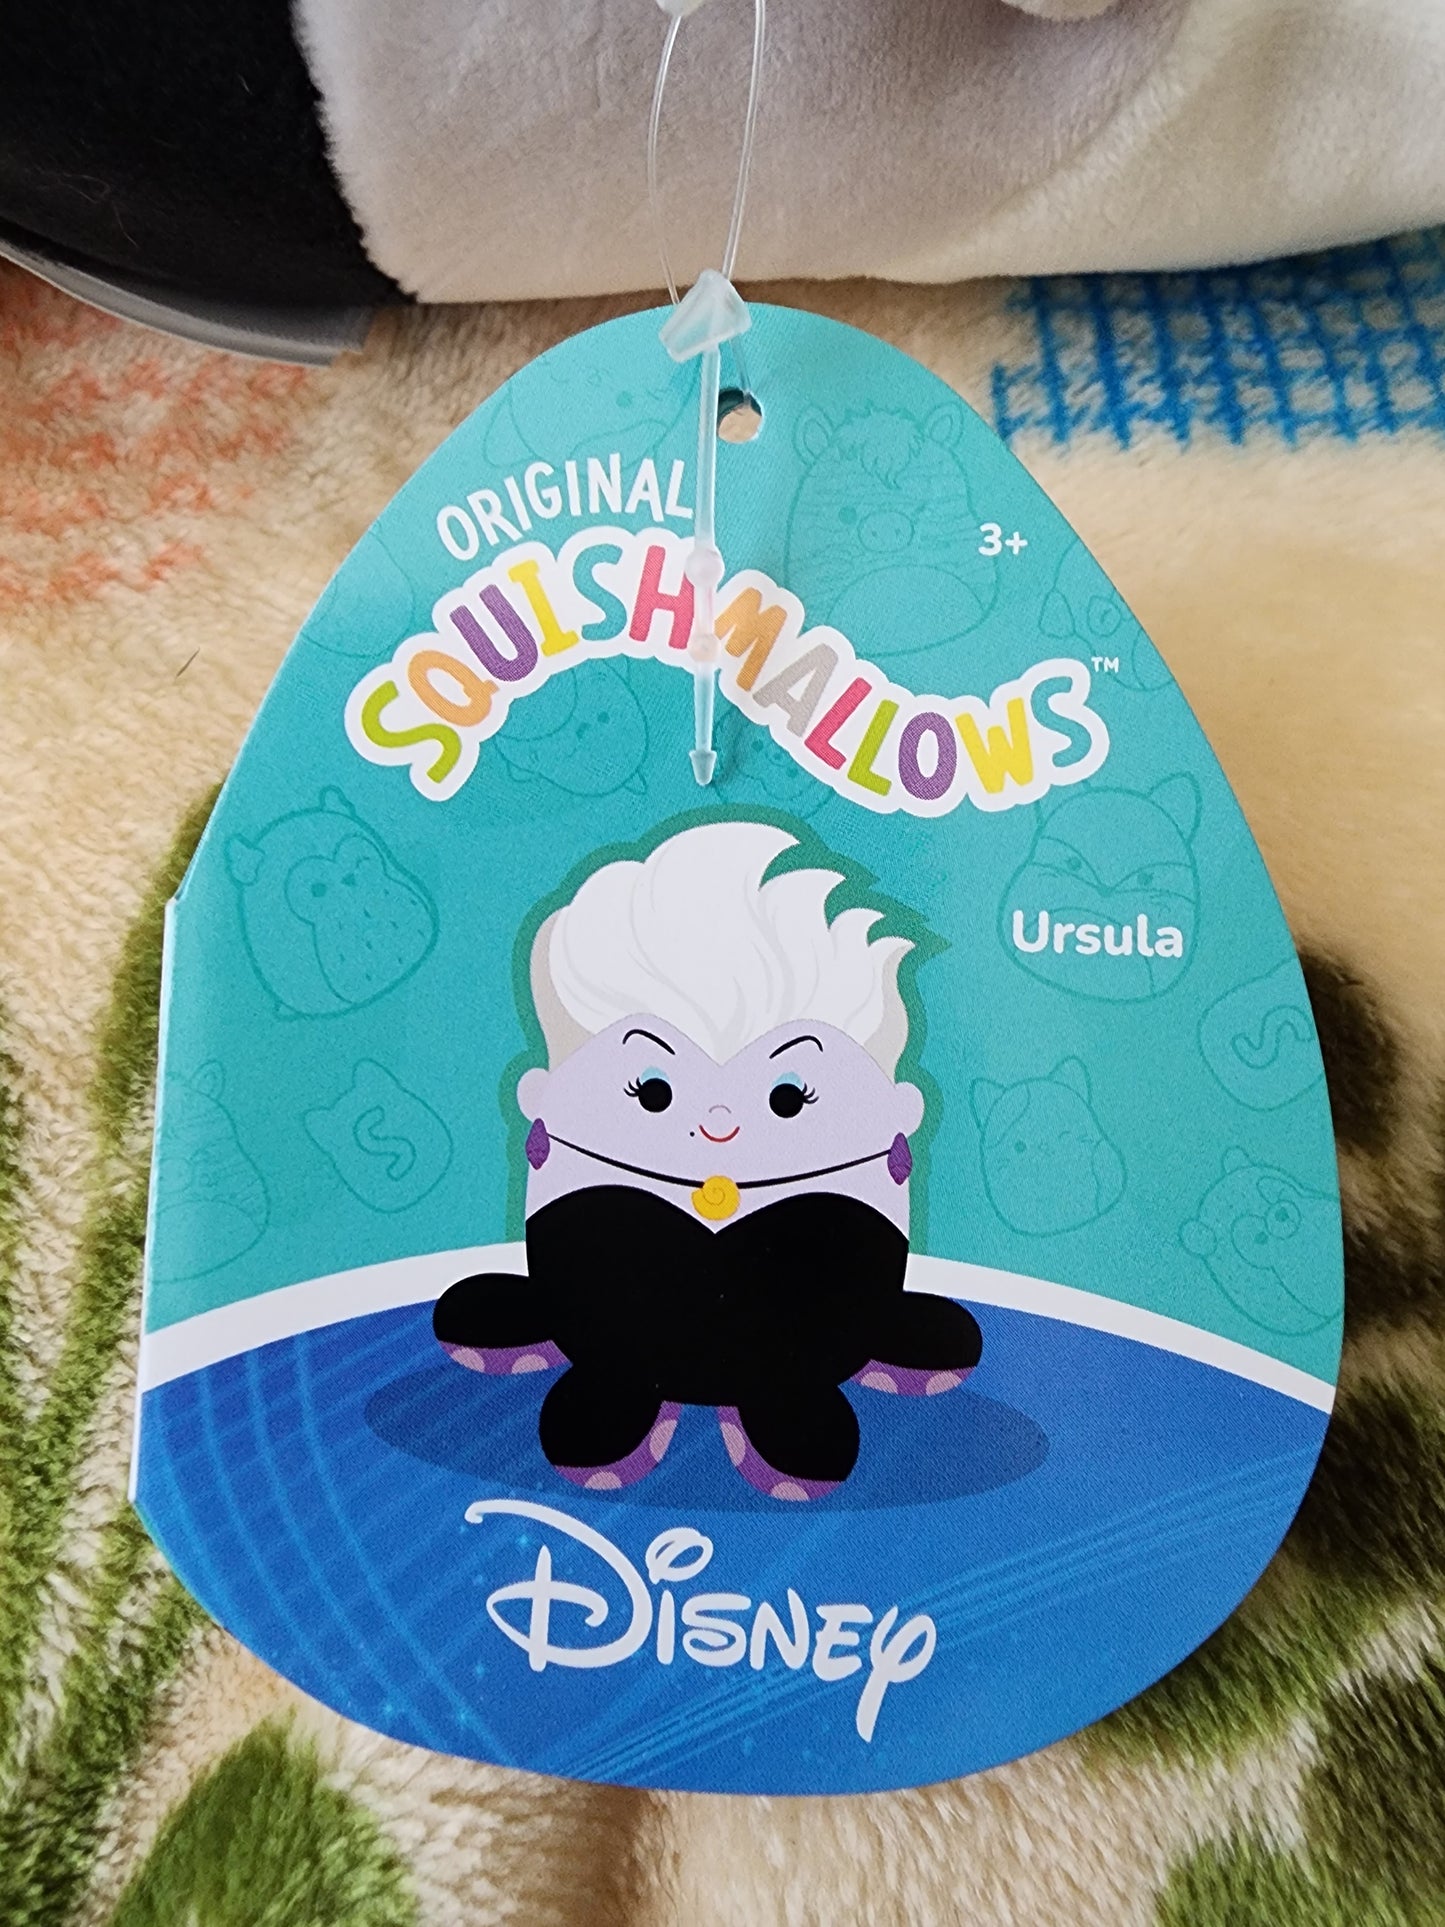 ORIGINAL
3+
SQUISHMALLOWS™
Ursula
Disney